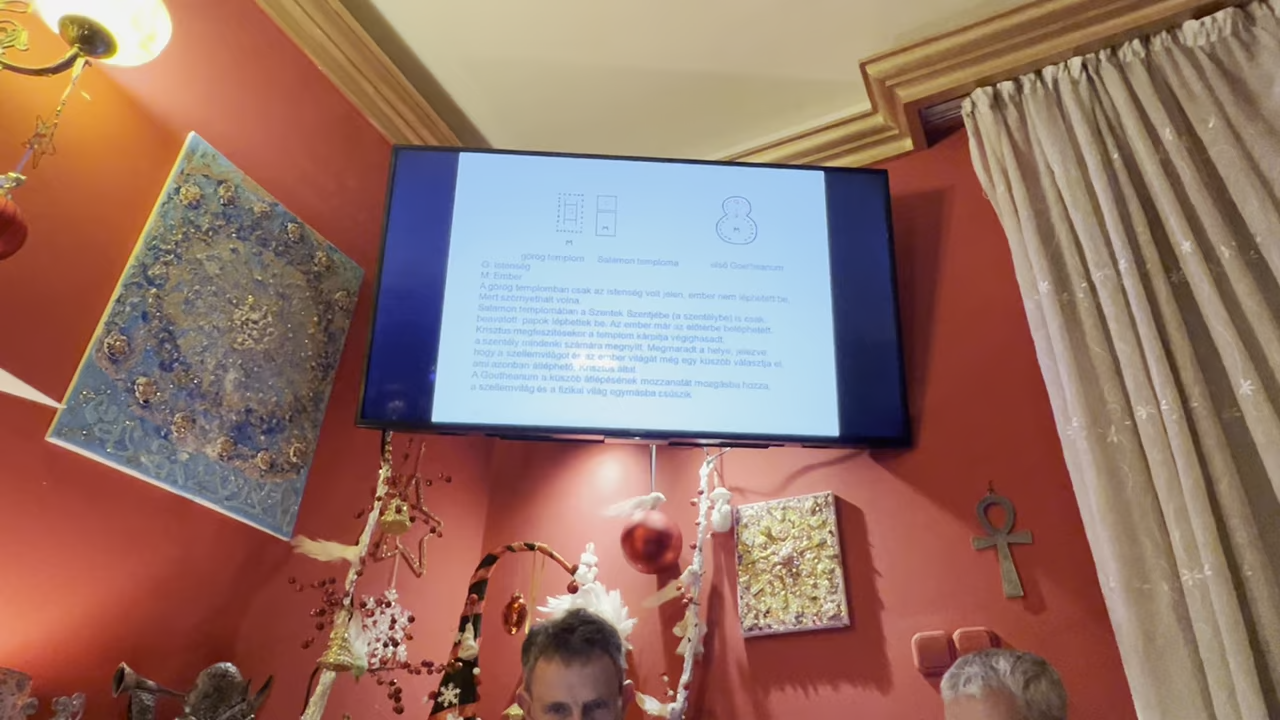 M
M
M
görög templom Salamon temploma első Goetheanum
O: Istenség
M: Ember
A görög templomban csak az istenség volt jelen, ember nem léphetett be,
Mert szörnyethalt volna.
Salamon templomában a Szentek Szentjébe (a szentélybe) is csak
beavatott papok léphettek be. Az ember már az előtérbe beléphetett.
Krisztus megfeszítésekor a templom kárpitja végighasadt,
a szentély mindenki számára megnyílt. Megmaradt a helye, jelezve
hogy a szellemvilágot és az ember világát még egy küszöb választja el,
ami azonban átléphető, Krisztus által.
A Goetheanum a küszöb átlépésének mozzanatát mozgásba hozza,
a szellemvilág és a fizikai világ egymásba csúszik.